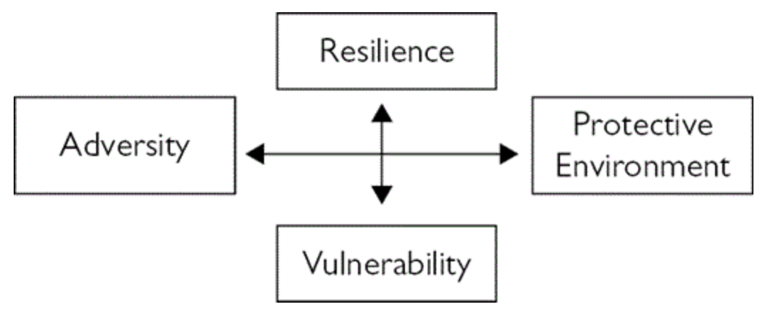 Resilience
Adversity
Protective
Environment
Vulnerability